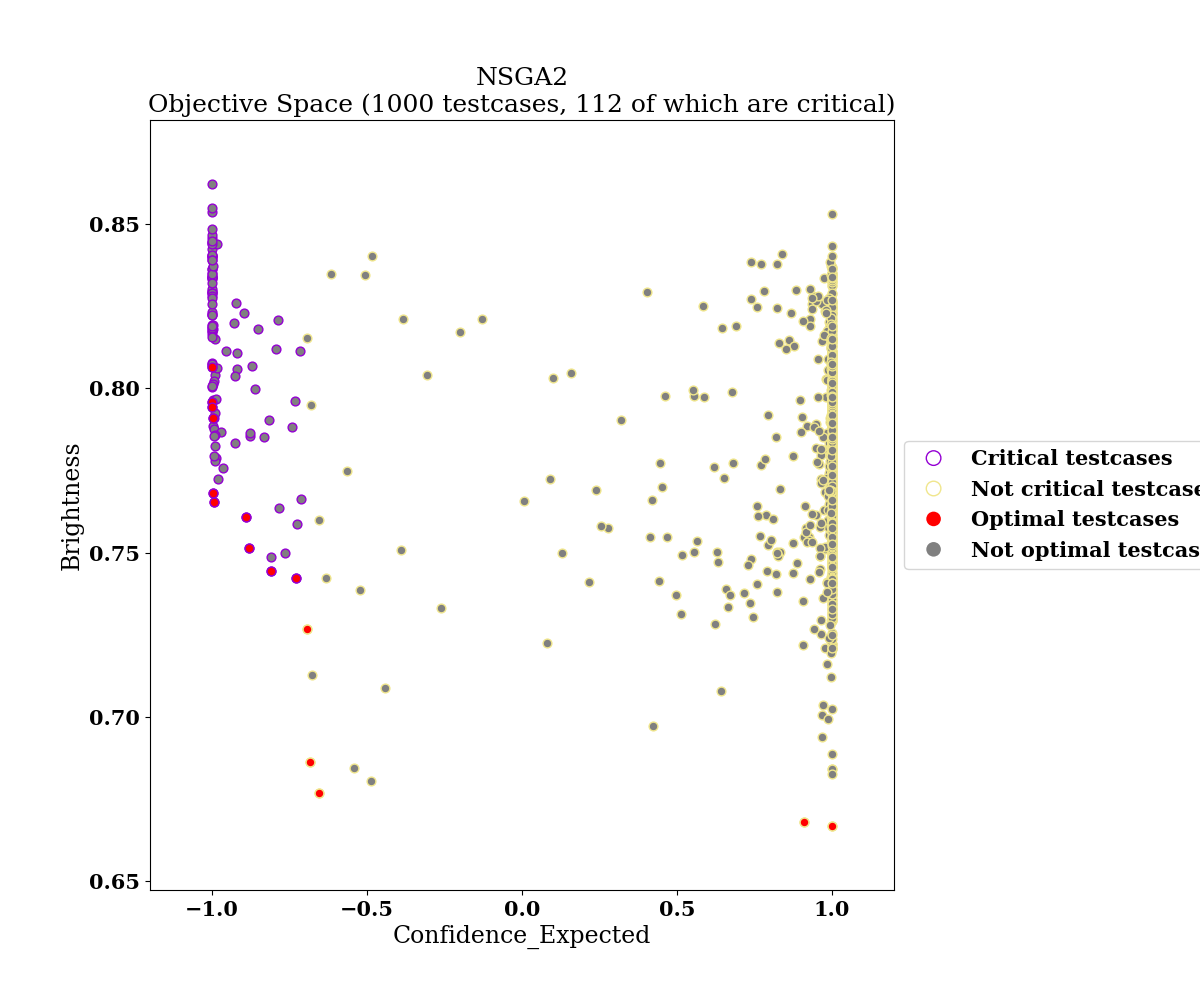 NSGA2
Objective Space (1000 testcases, 112 of which are critical)
0.85
0.80
0.75
0.70
0.65
Brightness
−1.0
−0.5
0.0
0.5
1.0
Confidence_Expected
Critical testcases
Not critical testcase
Optimal testcases
Not optimal testcas